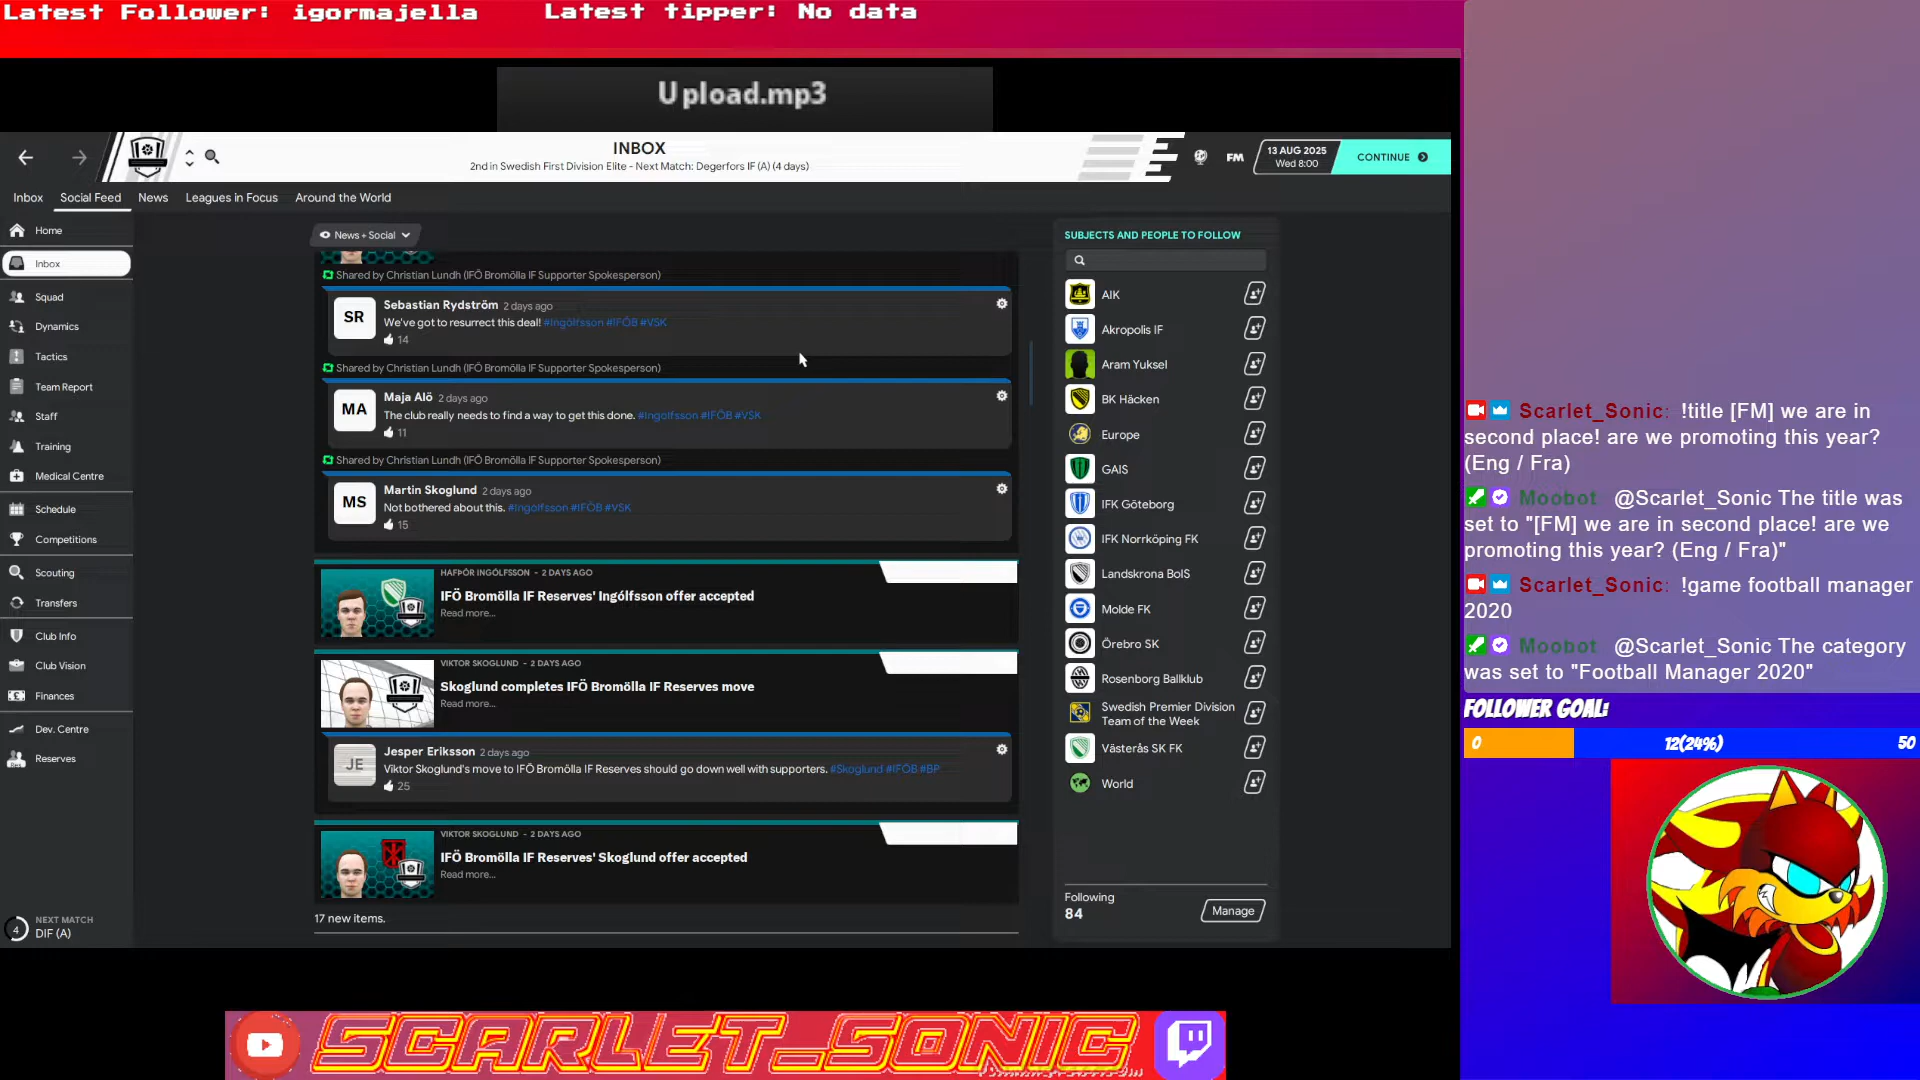 Latest Follower: igormajella
Latest tipper: No data
Upload.mp3
INBOX
2nd in Swedish First Division Elite - Next Match: Degerfors IF (A) (4 days)
FM
13 AUG 2025
Wed 8:00
CONTINUE
Inbox
Social Feed
News
Leagues in Focus
Around the World
Home
Inbox
Squad
Dynamics
Tactics
Team Report
Staff
Training
Medical Centre
Schedule
Competitions
Scouting
Transfers
Club Info
Club Vision
Finances
Dev. Centre
Reserves
4
NEXT MATCH
DIF (A)
News + Social
Shared by Christian Lundh (IFÖ Bromölla IF Supporter Spokesperson)
SR
Sebastian Rydström 2 days ago
We've got to resurrect this deal! #Ingólfsson #IFÖB #VSK
14
Shared by Christian Lundh (IFÖ Bromölla IF Supporter Spokesperson)
MA
Maja Alö 2 days ago
The club really needs to find a way to get this done. #Ingólfsson #IFÖB #VSK
11
Shared by Christian Lundh (IFÖ Bromölla IF Supporter Spokesperson)
MS
Martin Skoglund 2 days ago
Not bothered about this. #Ingólfsson #IFÖB #VSK
15
HAFÞÓR INGÓLFSSON - 2 DAYS AGO
IFÖ Bromölla IF Reserves' Ingólfsson offer accepted
Read more...
VIKTOR SKOGLUND - 2 DAYS AGO
Skoglund completes IFÖ Bromölla IF Reserves move
Read more...
JE
Jesper Eriksson 2 days ago
Viktor Skoglund's move to IFÖ Bromölla IF Reserves should go down well with supporters. #Skoglund #IFÖB #BP
25
VIKTOR SKOGLUND - 2 DAYS AGO
IFÖ Bromölla IF Reserves' Skoglund offer accepted
Read more...
17 new items.
SUBJECTS AND PEOPLE TO FOLLOW
AIK
Akropolis IF
Aram Yuksel
BK Häcken
Europe
GAIS
IFK Göteborg
IFK Norrköping FK
Landskrona BoIS
Molde FK
Örebro SK
Rosenborg Ballklub
Swedish Premier Division
Team of the Week
Västerås SK FK
World
Following
84
Manage
Scarlet_Sonic: !title [FM] we are in
second place! are we promoting this year?
(Eng / Fra)
Moobot @Scarlet_Sonic The title was
set to "[FM] we are in second place! are we
promoting this year? (Eng / Fra)"
Scarlet_Sonic: !game football manager
2020
Moobot @Scarlet_Sonic The category
was set to "Football Manager 2020"
FOLLOWER GOAL:
0
12(24%)
50
SCARLET_SONIC